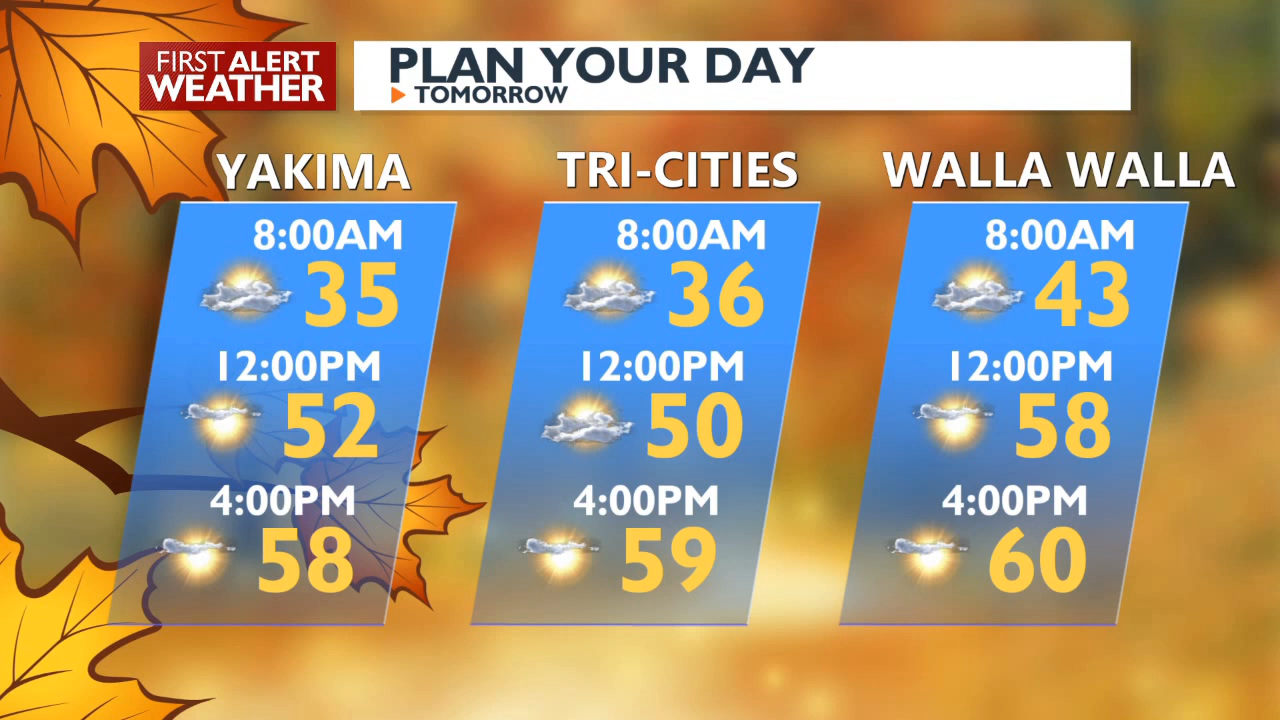 FIRST ALERT
WEATHER
PLAN YOUR DAY
TOMORROW
YAKIMA
8:00AM
35
12:00PM
52
4:00PM
58
TRI-CITIES
8:00AM
36
12:00PM
50
4:00PM
59
WALLA WALLA
8:00AM
43
12:00PM
58
4:00PM
60